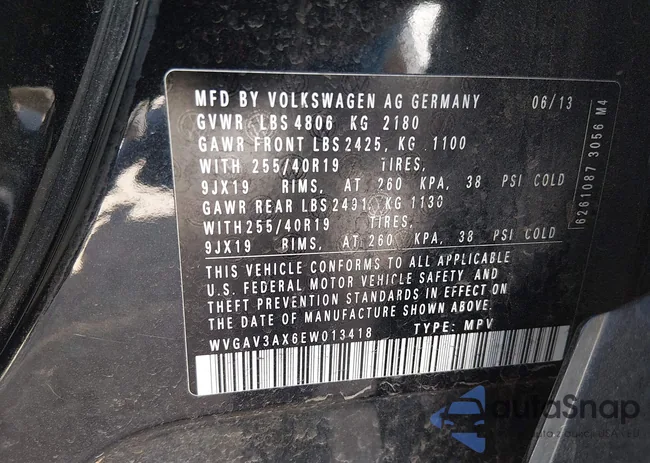 MFD BY VOLKSWAGEN AG GERMANY 06/13
GVWR LBS 4806 KG 2180
GAWR FRONT LBS 2425, KG 1100
WITH 255/40R19 TIRES,
9JX19 RIMS, AT 260 KPA, 38 PSI COLD
GAWR REAR LBS 2491, KG 1130
WITH 255/40R19 TIRES,
9JX19 RIMS, AT 260 KPA, 38 PSI COLD
THIS VEHICLE CONFORMS TO ALL APPLICABLE
U.S. FEDERAL MOTOR VEHICLE SAFETY AND
THEFT PREVENTION STANDARDS IN EFFECT ON
THE DATE OF MANUFACTURE SHOWN ABOVE.
WVGAV3AX6EW013418 TYPE: MPV
6261087 3056 M4
autoSnap